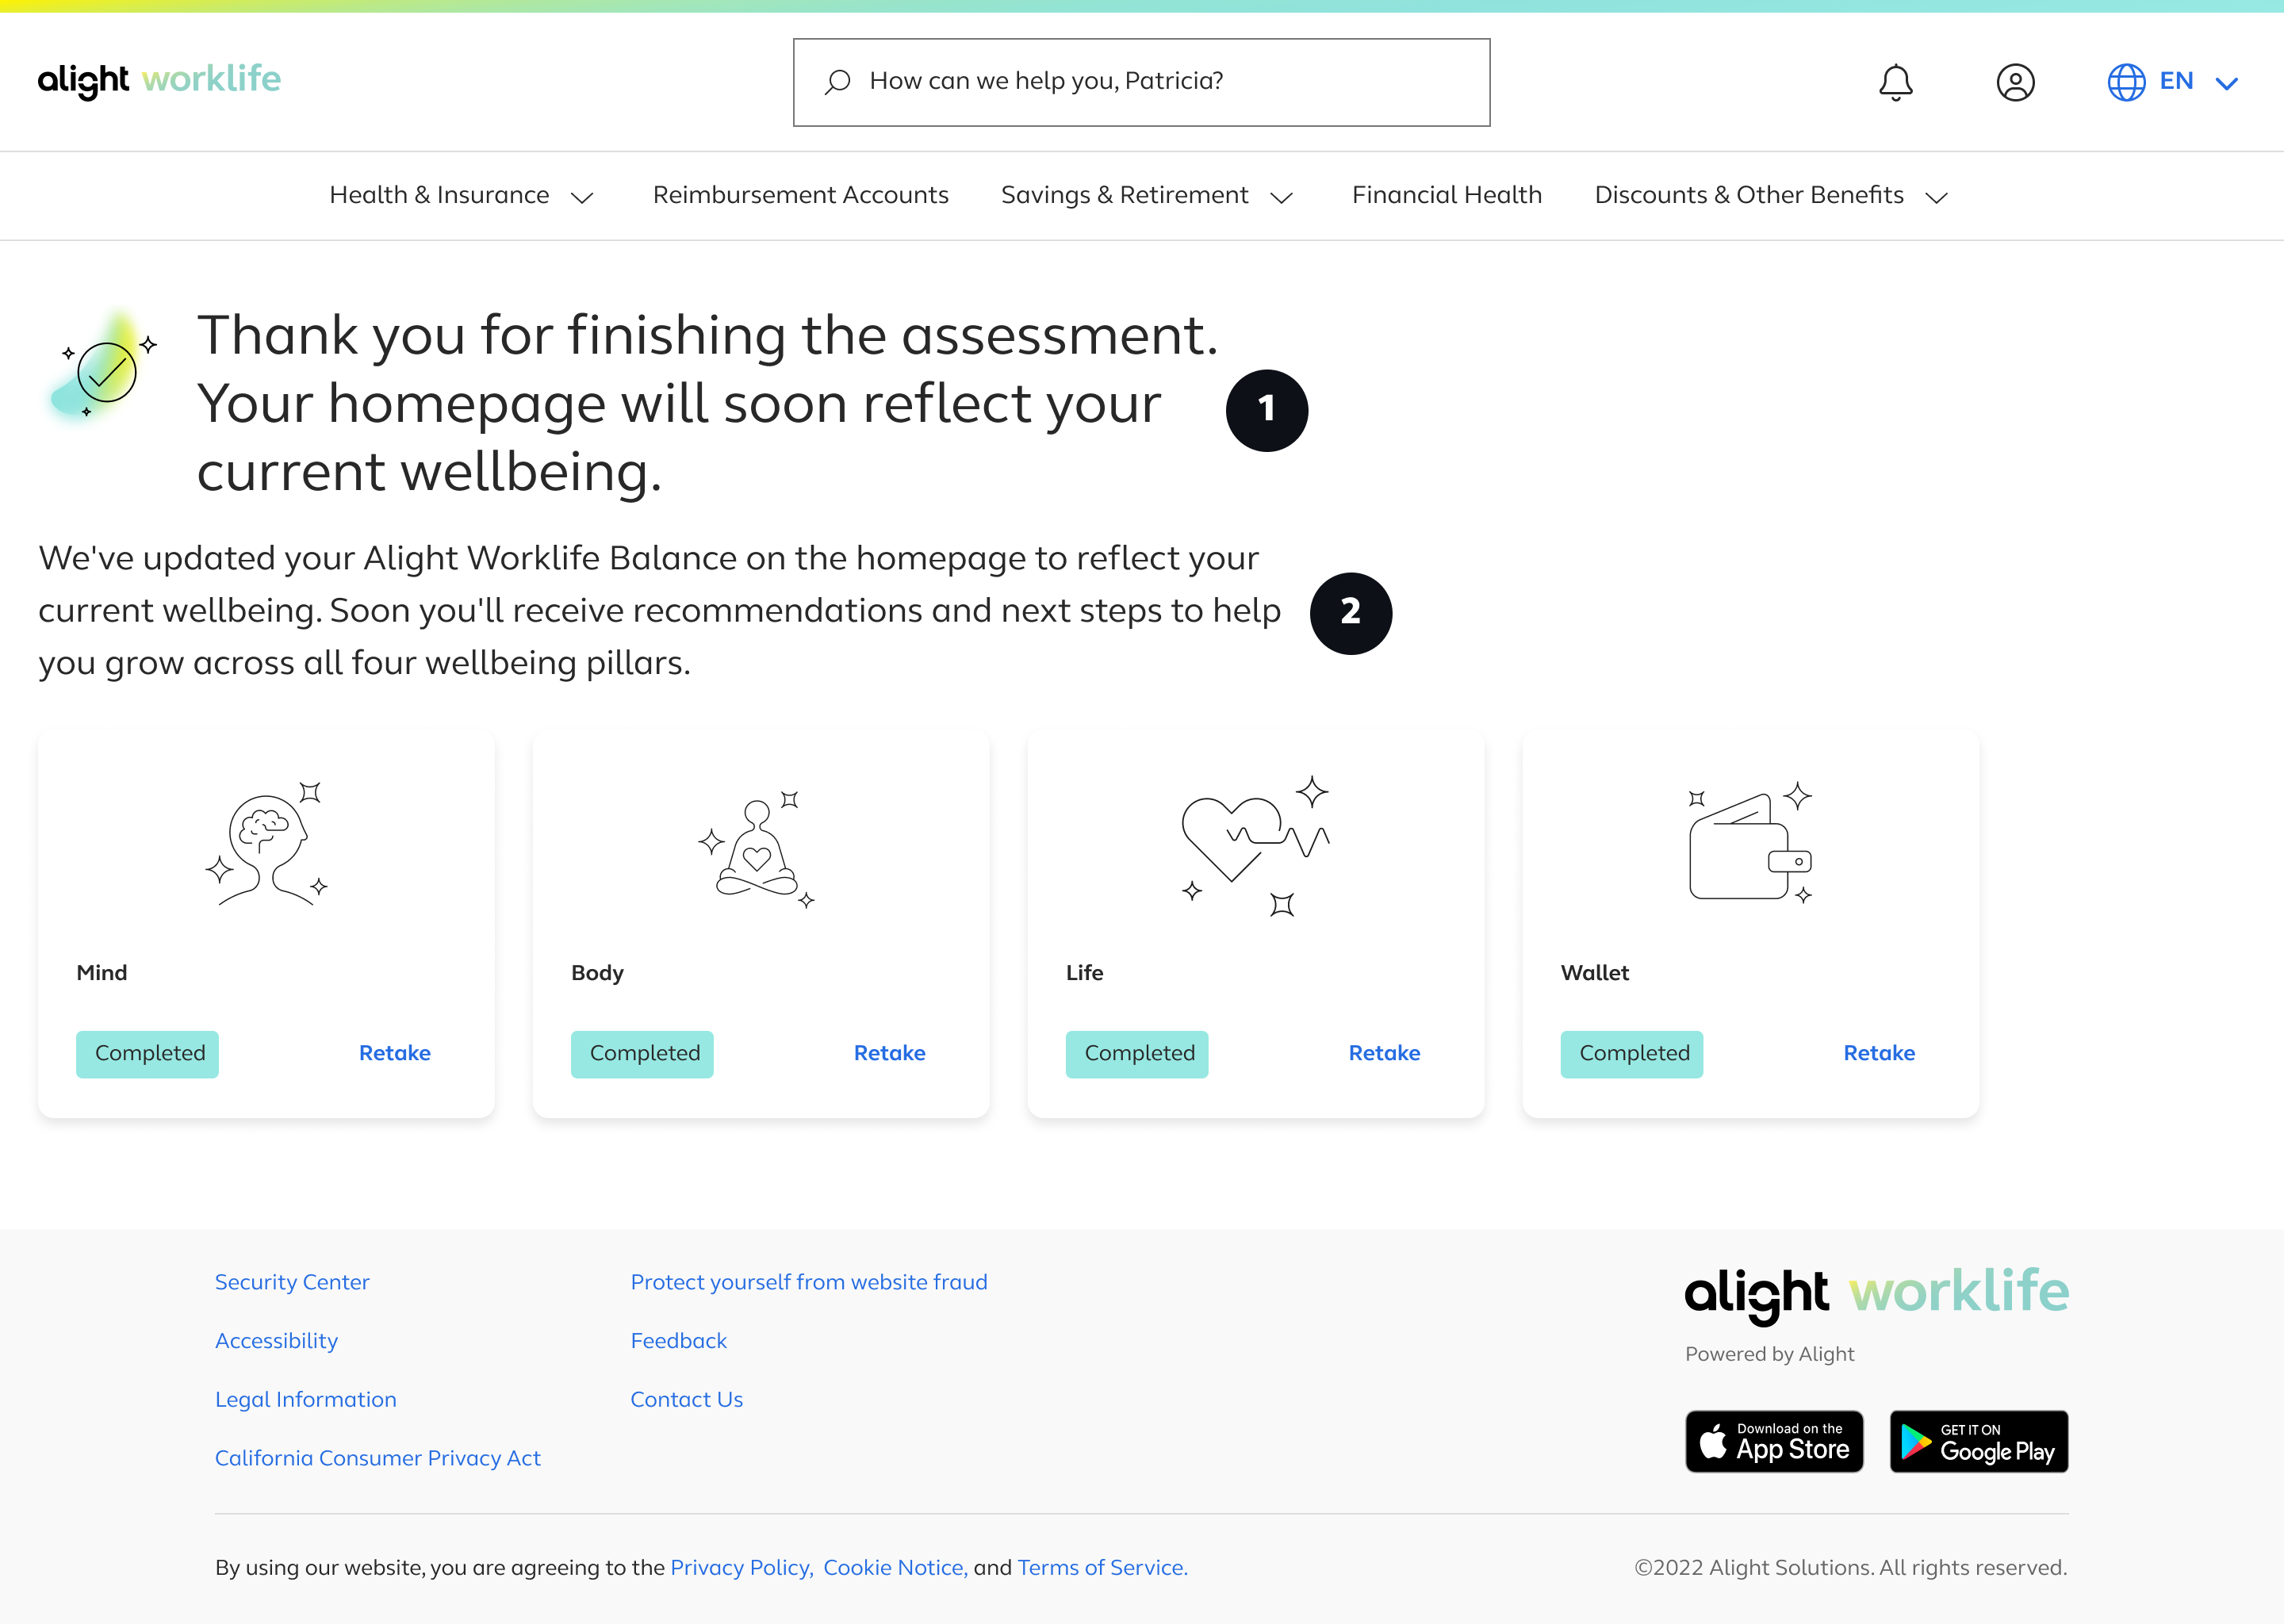 alight worklife
How can we help you, Patricia?
EN
Health & Insurance
Reimbursement Accounts
Savings & Retirement
Financial Health
Discounts & Other Benefits
Thank you for finishing the assessment.
Your homepage will soon reflect your
current wellbeing.
1
We've updated your Alight Worklife Balance on the homepage to reflect your
current wellbeing. Soon you'll receive recommendations and next steps to help
you grow across all four wellbeing pillars.
2
Mind
Completed
Retake
Body
Completed
Retake
Life
Completed
Retake
Wallet
Completed
Retake
Security Center
Accessibility
Legal Information
California Consumer Privacy Act
Protect yourself from website fraud
Feedback
Contact Us
alight worklife
Powered by Alight
Download on the
App Store
GET IT ON
Google Play
By using our website, you are agreeing to the Privacy Policy, Cookie Notice, and Terms of Service.
©2022 Alight Solutions. All rights reserved.